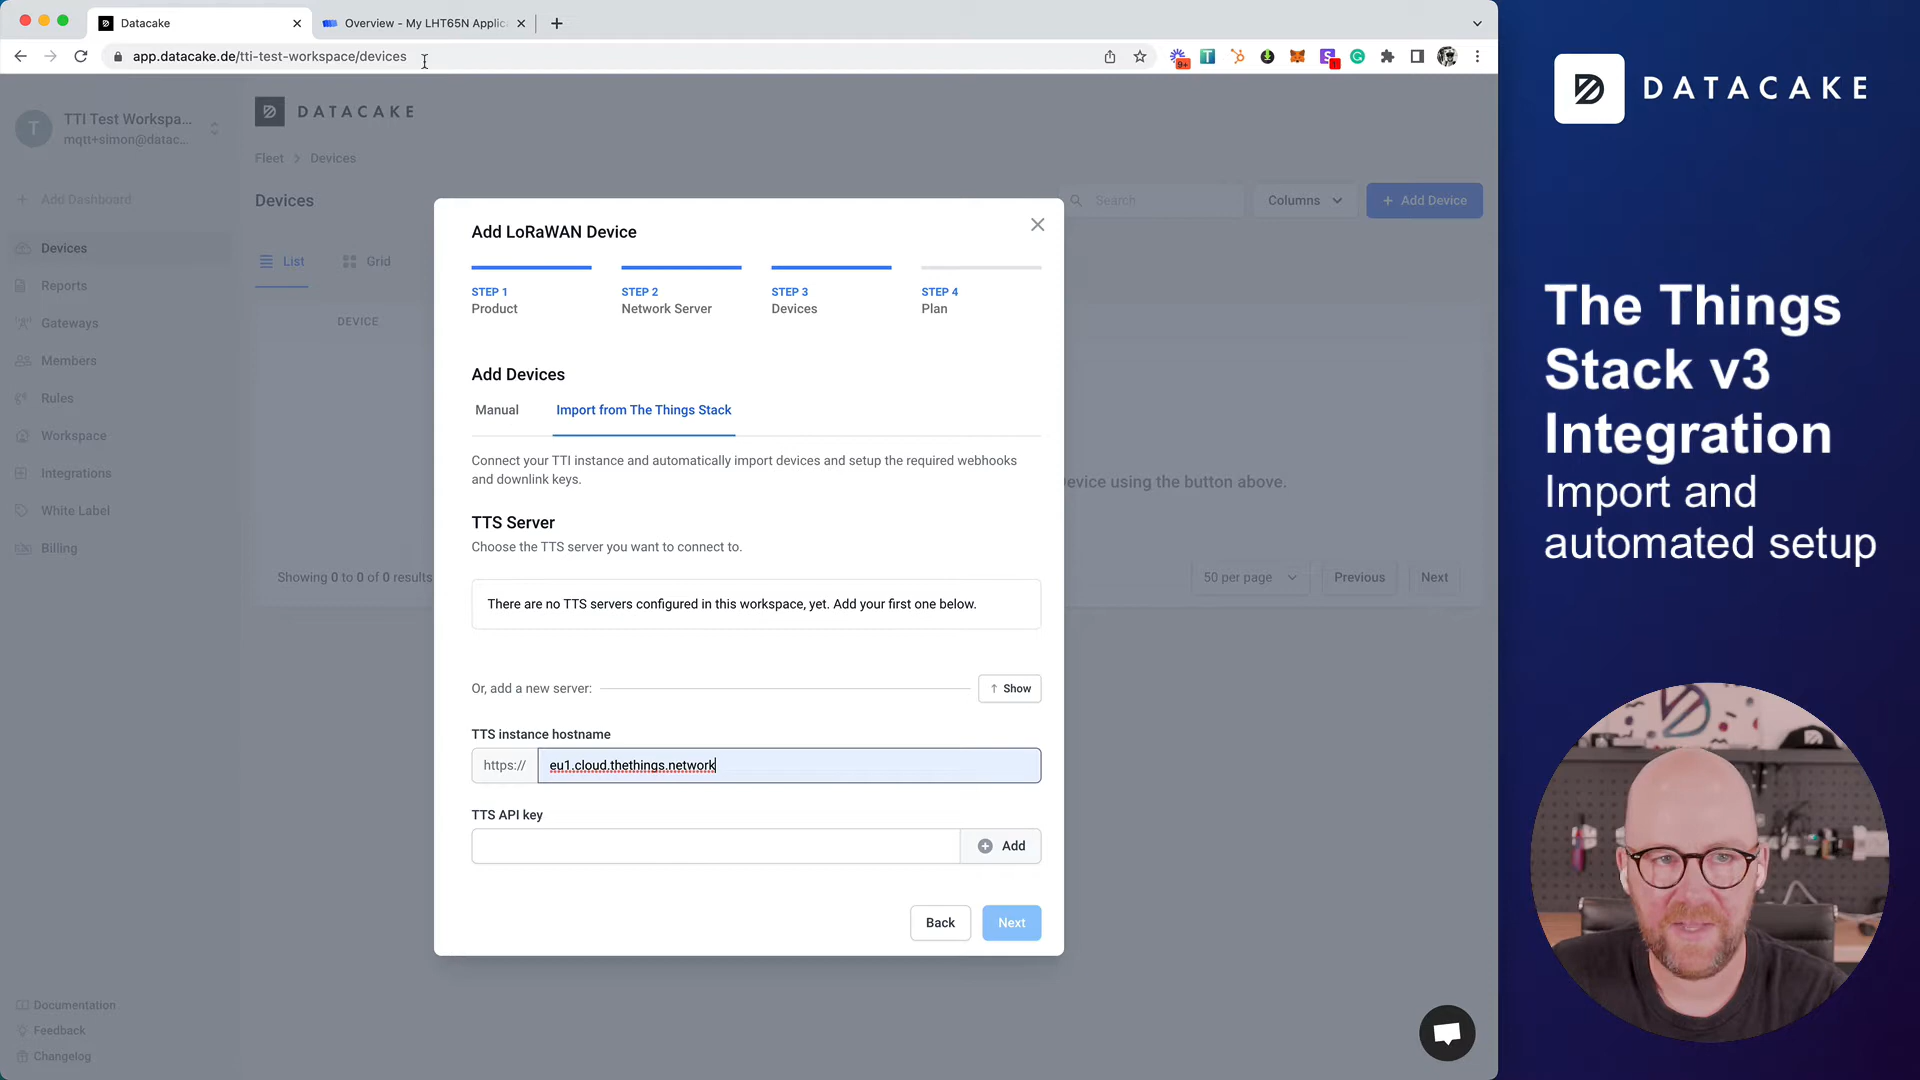 Datacake
Overview - My LHT65N Applic
app.datacake.de/tti-test-workspace/devices
9+
1
T
TTI Test Workspa...
mqtt+simon@datac...
Add Dashboard
Devices
Reports
Gateways
Members
Rules
Workspace
Integrations
White Label
Billing
Documentation
Feedback
Changelog
DATACAKE
Fleet > Devices
Devices
Search
Columns
+ Add Device
List
Grid
DEVICE
Device using the button above.
Showing 0 to 0 of 0 results
50 per page
Previous
Next
Add LoRaWAN Device
STEP 1
Product
STEP 2
Network Server
STEP 3
Devices
STEP 4
Plan
Add Devices
Manual
Import from The Things Stack
Connect your TTI instance and automatically import devices and setup the required webhooks
and downlink keys.
TTS Server
Choose the TTS server you want to connect to.
There are no TTS servers configured in this workspace, yet. Add your first one below.
Or, add a new server:
↑ Show
TTS instance hostname
https://
eu1.cloud.thethings.network
TTS API key
Add
Back
Next
DATACAKE
The Things
Stack v3
Integration
Import and
automated setup